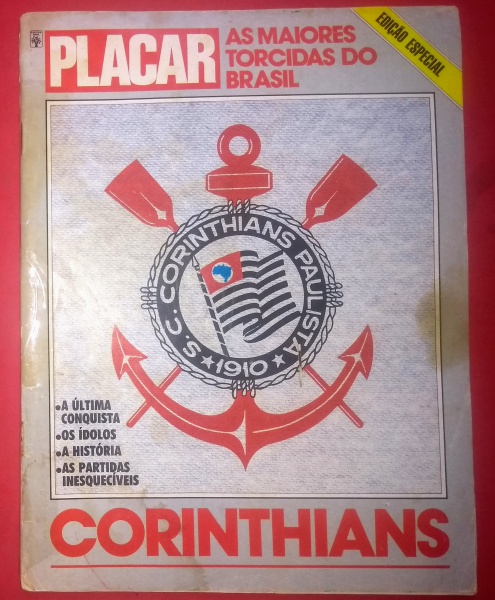 PLACAR
AS MAIORES
TORCIDAS DO
BRASIL
EDIÇÃO ESPECIAL
S.C. CORINTHIANS PAULISTA
1910
•A ÚLTIMA
CONQUISTA
•OS ÍDOLOS
•A HISTÓRIA
•AS PARTIDAS
INESQUECÍVEIS
CORINTHIANS